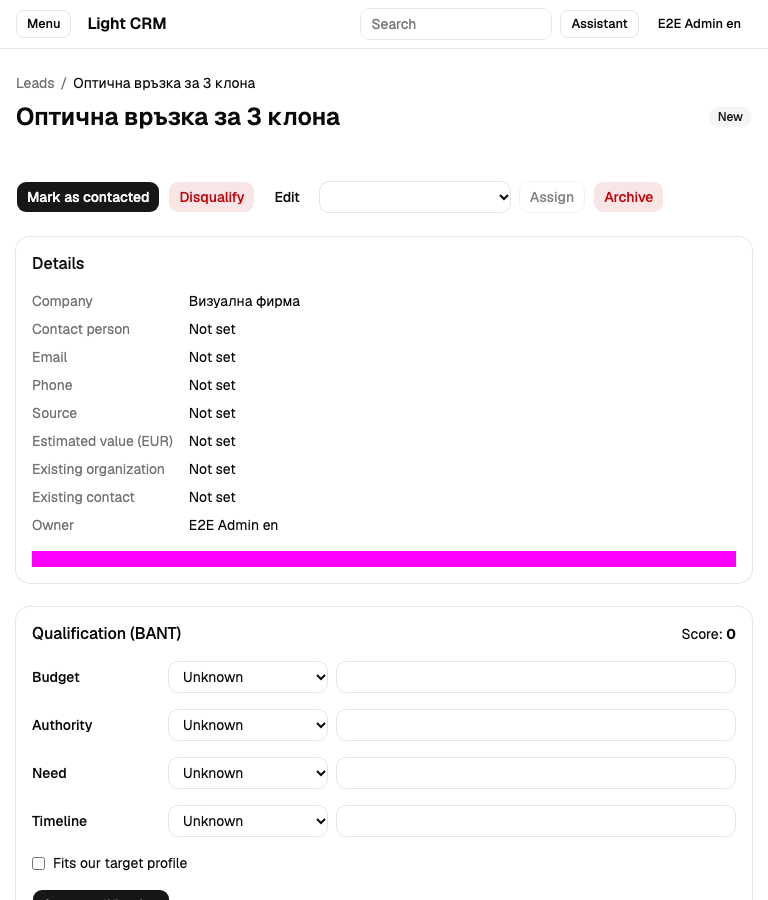 Menu Light CRM Search Assistant E2E Admin en
Leads / Оптична връзка за 3 клона
Оптична връзка за 3 клона New
Mark as contacted Disqualify Edit Assign Archive
Details
Company Визуална фирма
Contact person Not set
Email Not set
Phone Not set
Source Not set
Estimated value (EUR) Not set
Existing organization Not set
Existing contact Not set
Owner E2E Admin en
Qualification (BANT) Score: 0
Budget Unknown
Authority Unknown
Need Unknown
Timeline Unknown
Fits our target profile